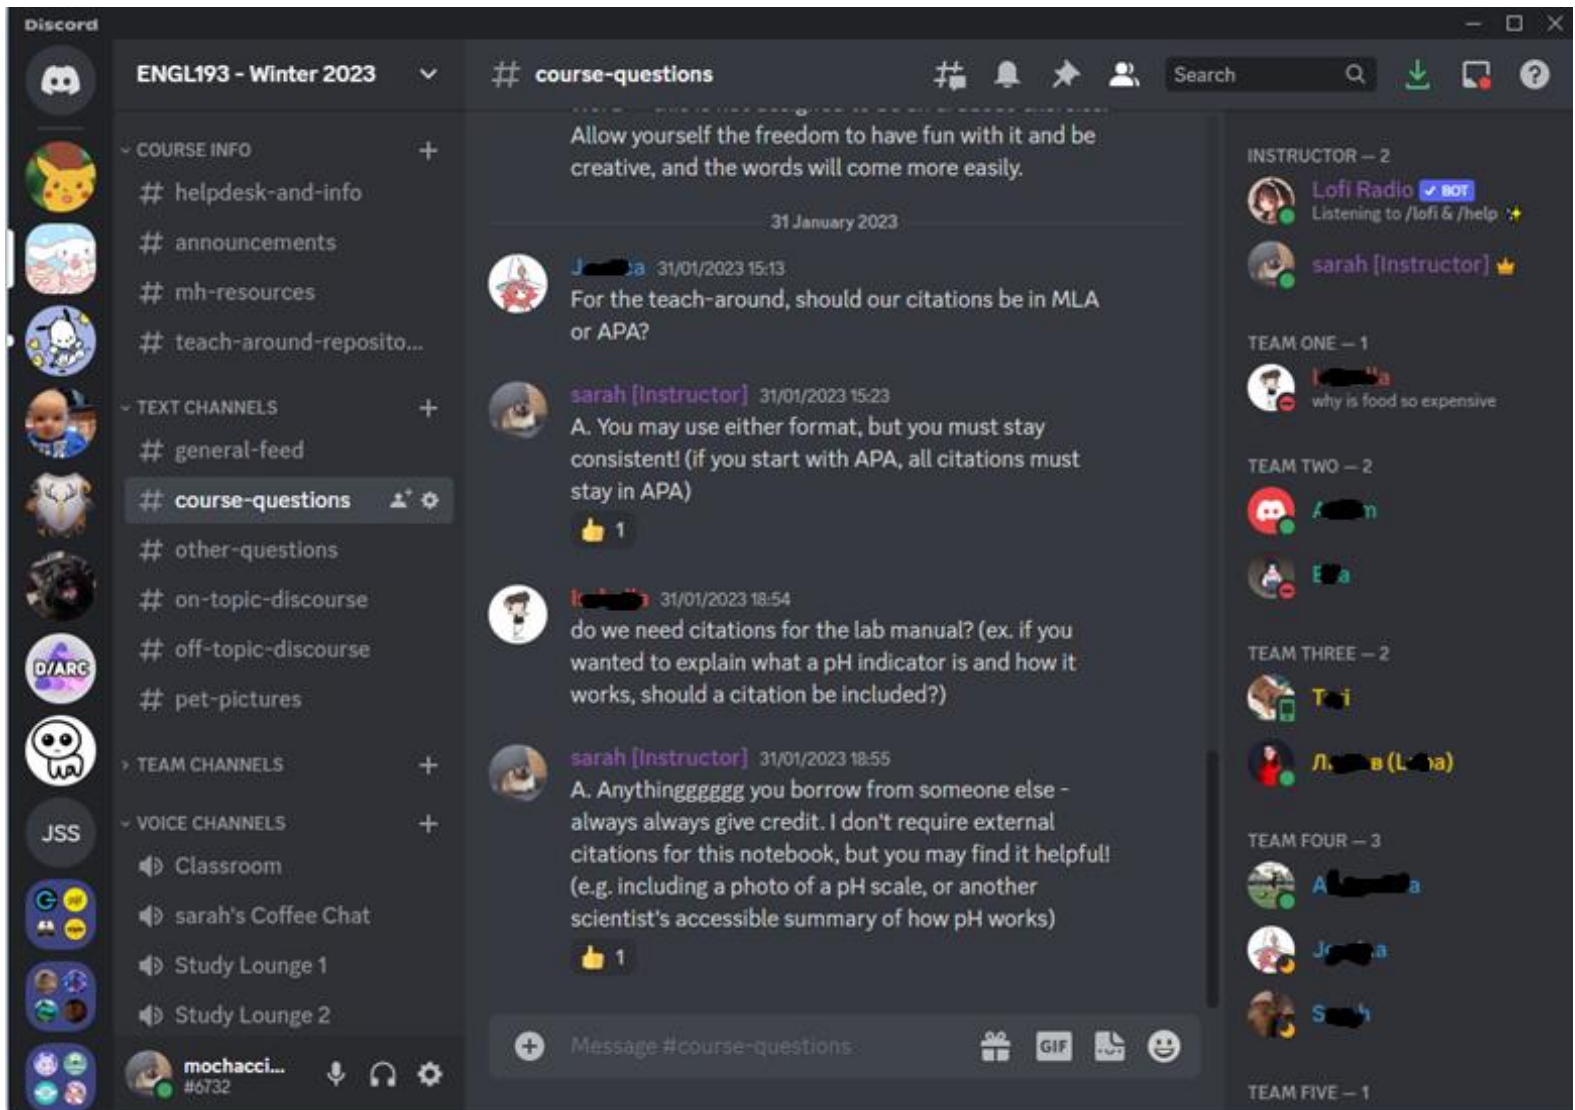 Discord
ENGL193 - Winter 2023
course-questions
Search
D/ARC
JSS
COURSE INFO
helpdesk-and-info
announcements
mh-resources
teach-around-reposito...
TEXT CHANNELS
general-feed
course-questions
other-questions
on-topic-discourse
off-topic-discourse
pet-pictures
TEAM CHANNELS
VOICE CHANNELS
Classroom
sarah's Coffee Chat
Study Lounge 1
Study Lounge 2
mochacci...
#6732
Allow yourself the freedom to have fun with it and be
creative, and the words will come more easily.
31 January 2023
31/01/2023 15:13
For the teach-around, should our citations be in MLA
or APA?
sarah [Instructor] 31/01/2023 15:23
A. You may use either format, but you must stay
consistent! (if you start with APA, all citations must
stay in APA)
1
31/01/2023 18:54
do we need citations for the lab manual? (ex. if you
wanted to explain what a pH indicator is and how it
works, should a citation be included?)
sarah [Instructor] 31/01/2023 18:55
A. Anythingggggg you borrow from someone else -
always always give credit. I don't require external
citations for this notebook, but you may find it helpful!
(e.g. including a photo of a pH scale, or another
scientist's accessible summary of how pH works)
1
Message #course-questions
GIF
INSTRUCTOR — 2
Lofi Radio BOT
Listening to /lofi & /help
sarah [Instructor]
TEAM ONE — 1
why is food so expensive
TEAM TWO — 2
TEAM THREE — 2
TEAM FOUR — 3
TEAM FIVE — 1